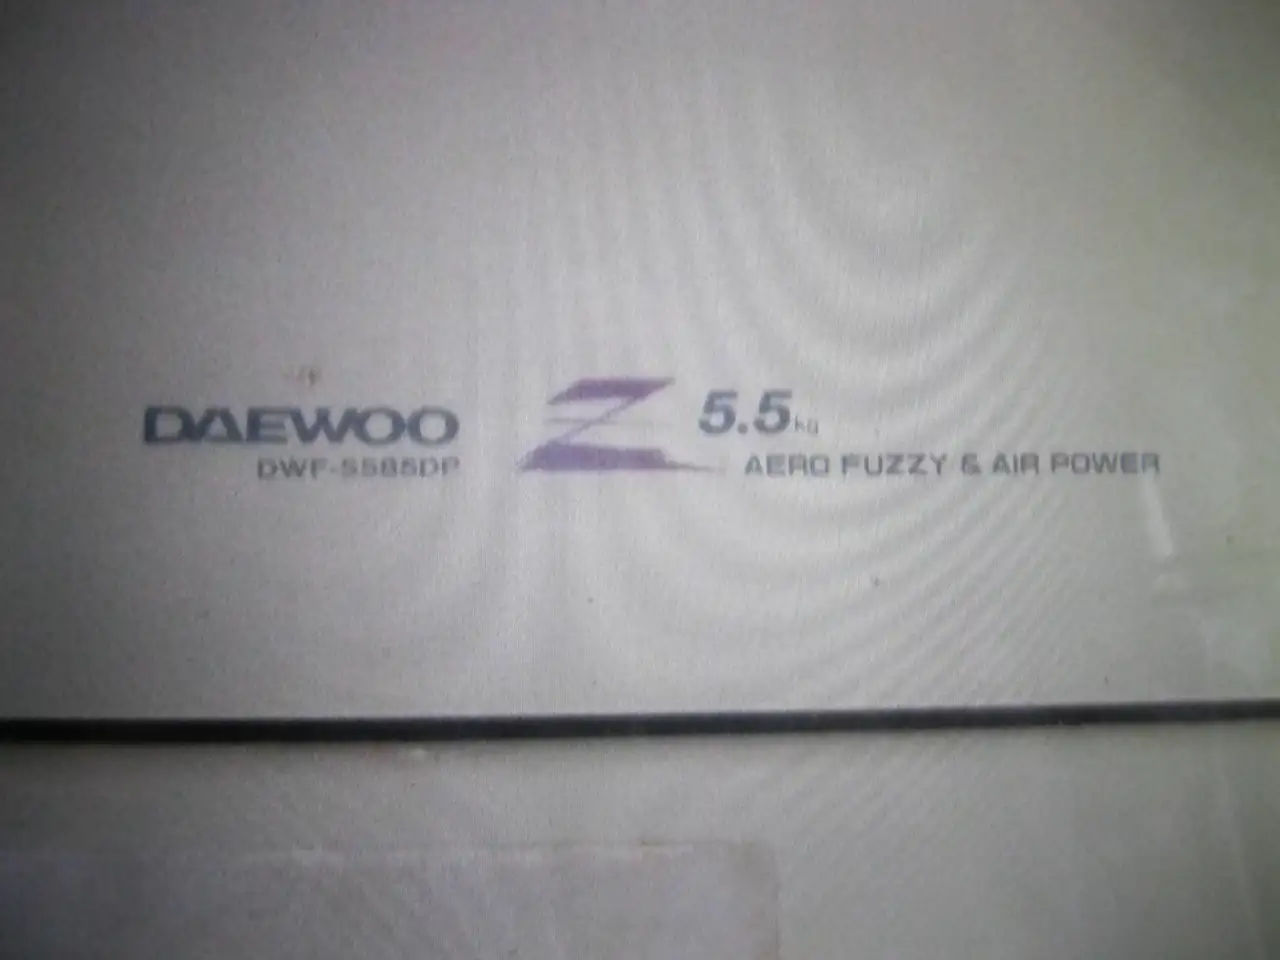 DAEWOO
DWF-5585DP
Z 5.5kg
AERO FUZZY & AIR POWER